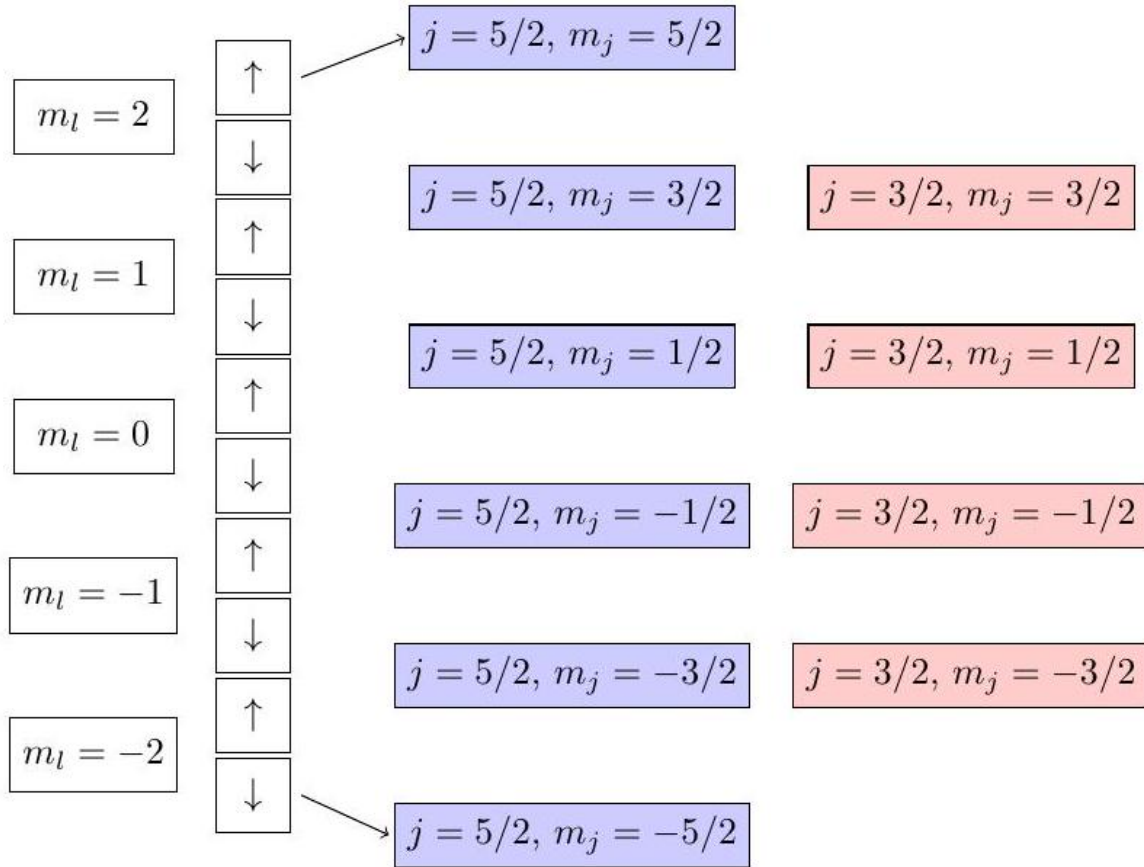 j = 5/2, m_j = 5/2
↑
m_l = 2
↓
j = 5/2, m_j = 3/2
j = 3/2, m_j = 3/2
↑
m_l = 1
↓
j = 5/2, m_j = 1/2
j = 3/2, m_j = 1/2
↑
m_l = 0
↓
j = 5/2, m_j = −1/2
j = 3/2, m_j = −1/2
↑
m_l = −1
↓
j = 5/2, m_j = −3/2
j = 3/2, m_j = −3/2
↑
m_l = −2
↓
j = 5/2, m_j = −5/2